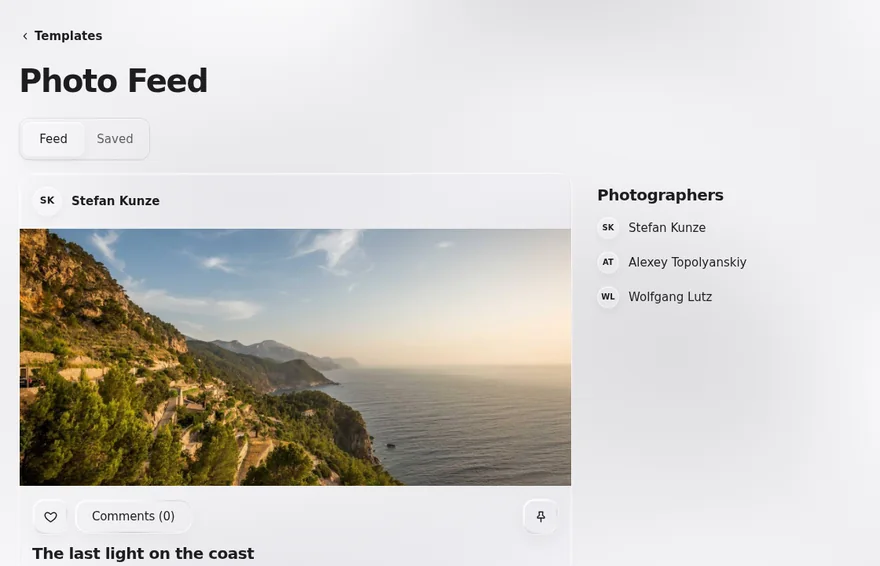 Templates
Photo Feed
Feed
Saved
SK
Stefan Kunze
Comments (0)
The last light on the coast
Photographers
SK
Stefan Kunze
AT
Alexey Topolyanskiy
WL
Wolfgang Lutz